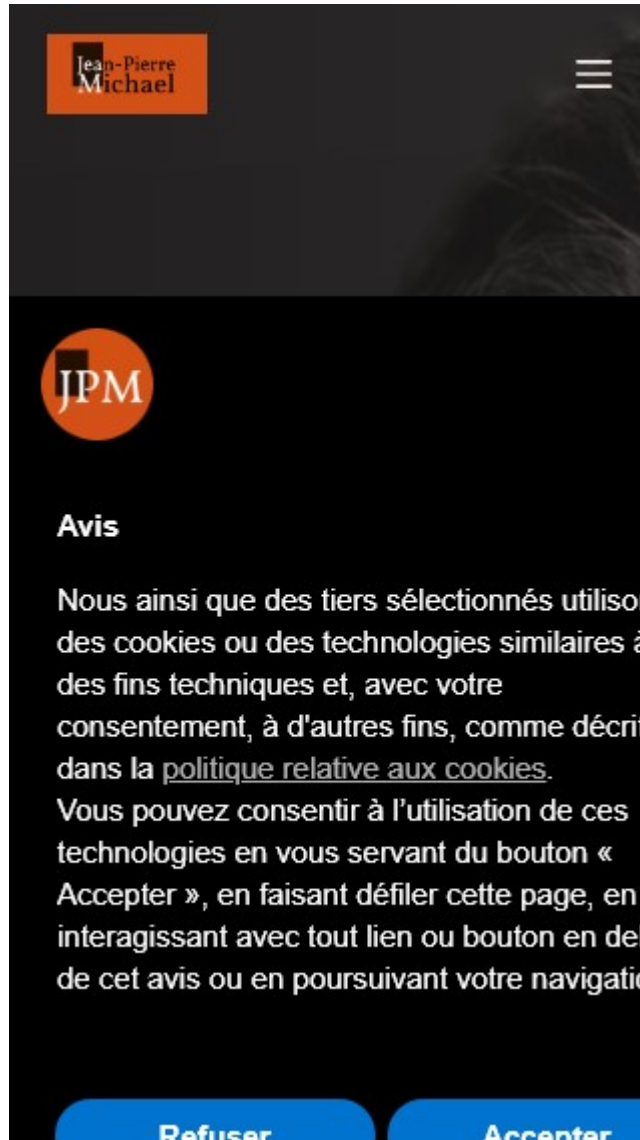 Jean-Pierre
Michael
JPM
Avis
Nous ainsi que des tiers sélectionnés
des cookies ou des technologies similaires à
des fins techniques et, avec votre
consentement, à d'autres fins, comme
dans la politique relative aux cookies.
Vous pouvez consentir à l’utilisation de ces
technologies en vous servant du bouton «
Accepter », en faisant défiler cette page, en
interagissant avec tout lien ou bouton en
de cet avis ou en poursuivant votre
Refuser
Accepter